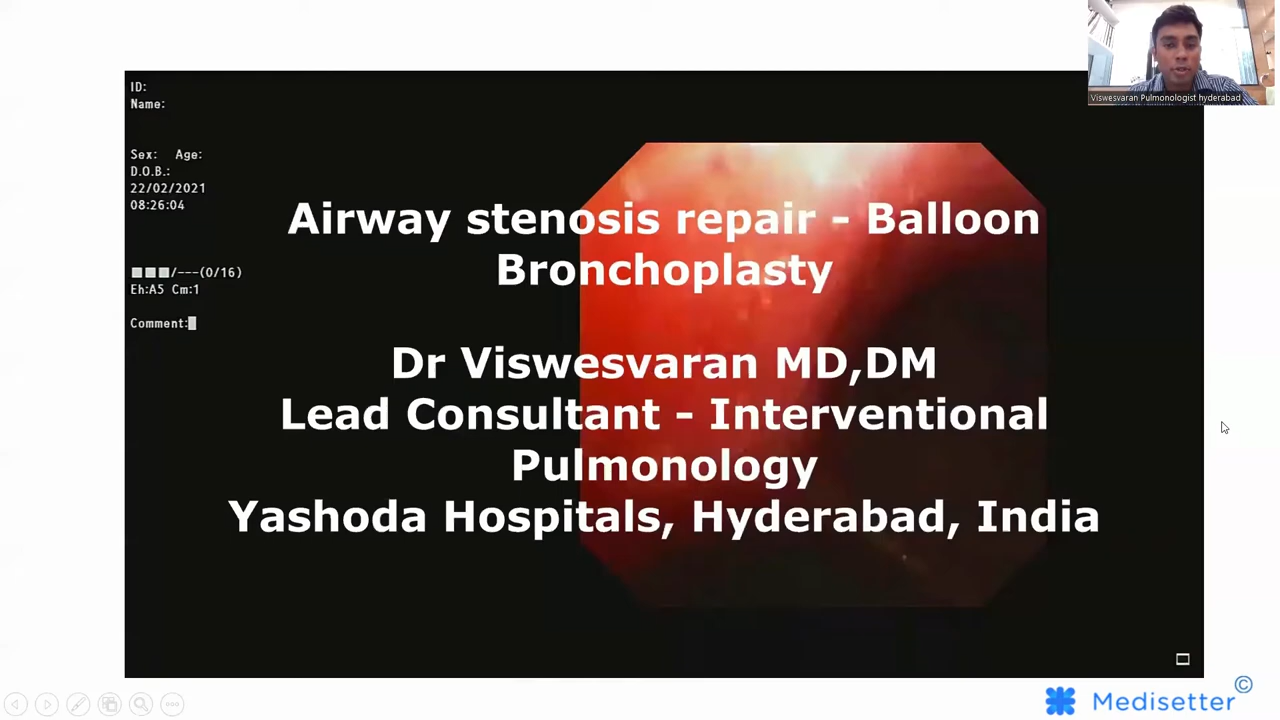 Viswesvaran Pulmonologist hyderabad
ID:
Name:
Sex: Age:
D.O.B.:
22/02/2021
08:26:04
■■■/---(0/16)
Eh:A5 Cm:1
Comment:
Airway stenosis repair - Balloon
Bronchoplasty
Dr Viswesvaran MD,DM
Lead Consultant - Interventional
Pulmonology
Yashoda Hospitals, Hyderabad, India
Medisetter©